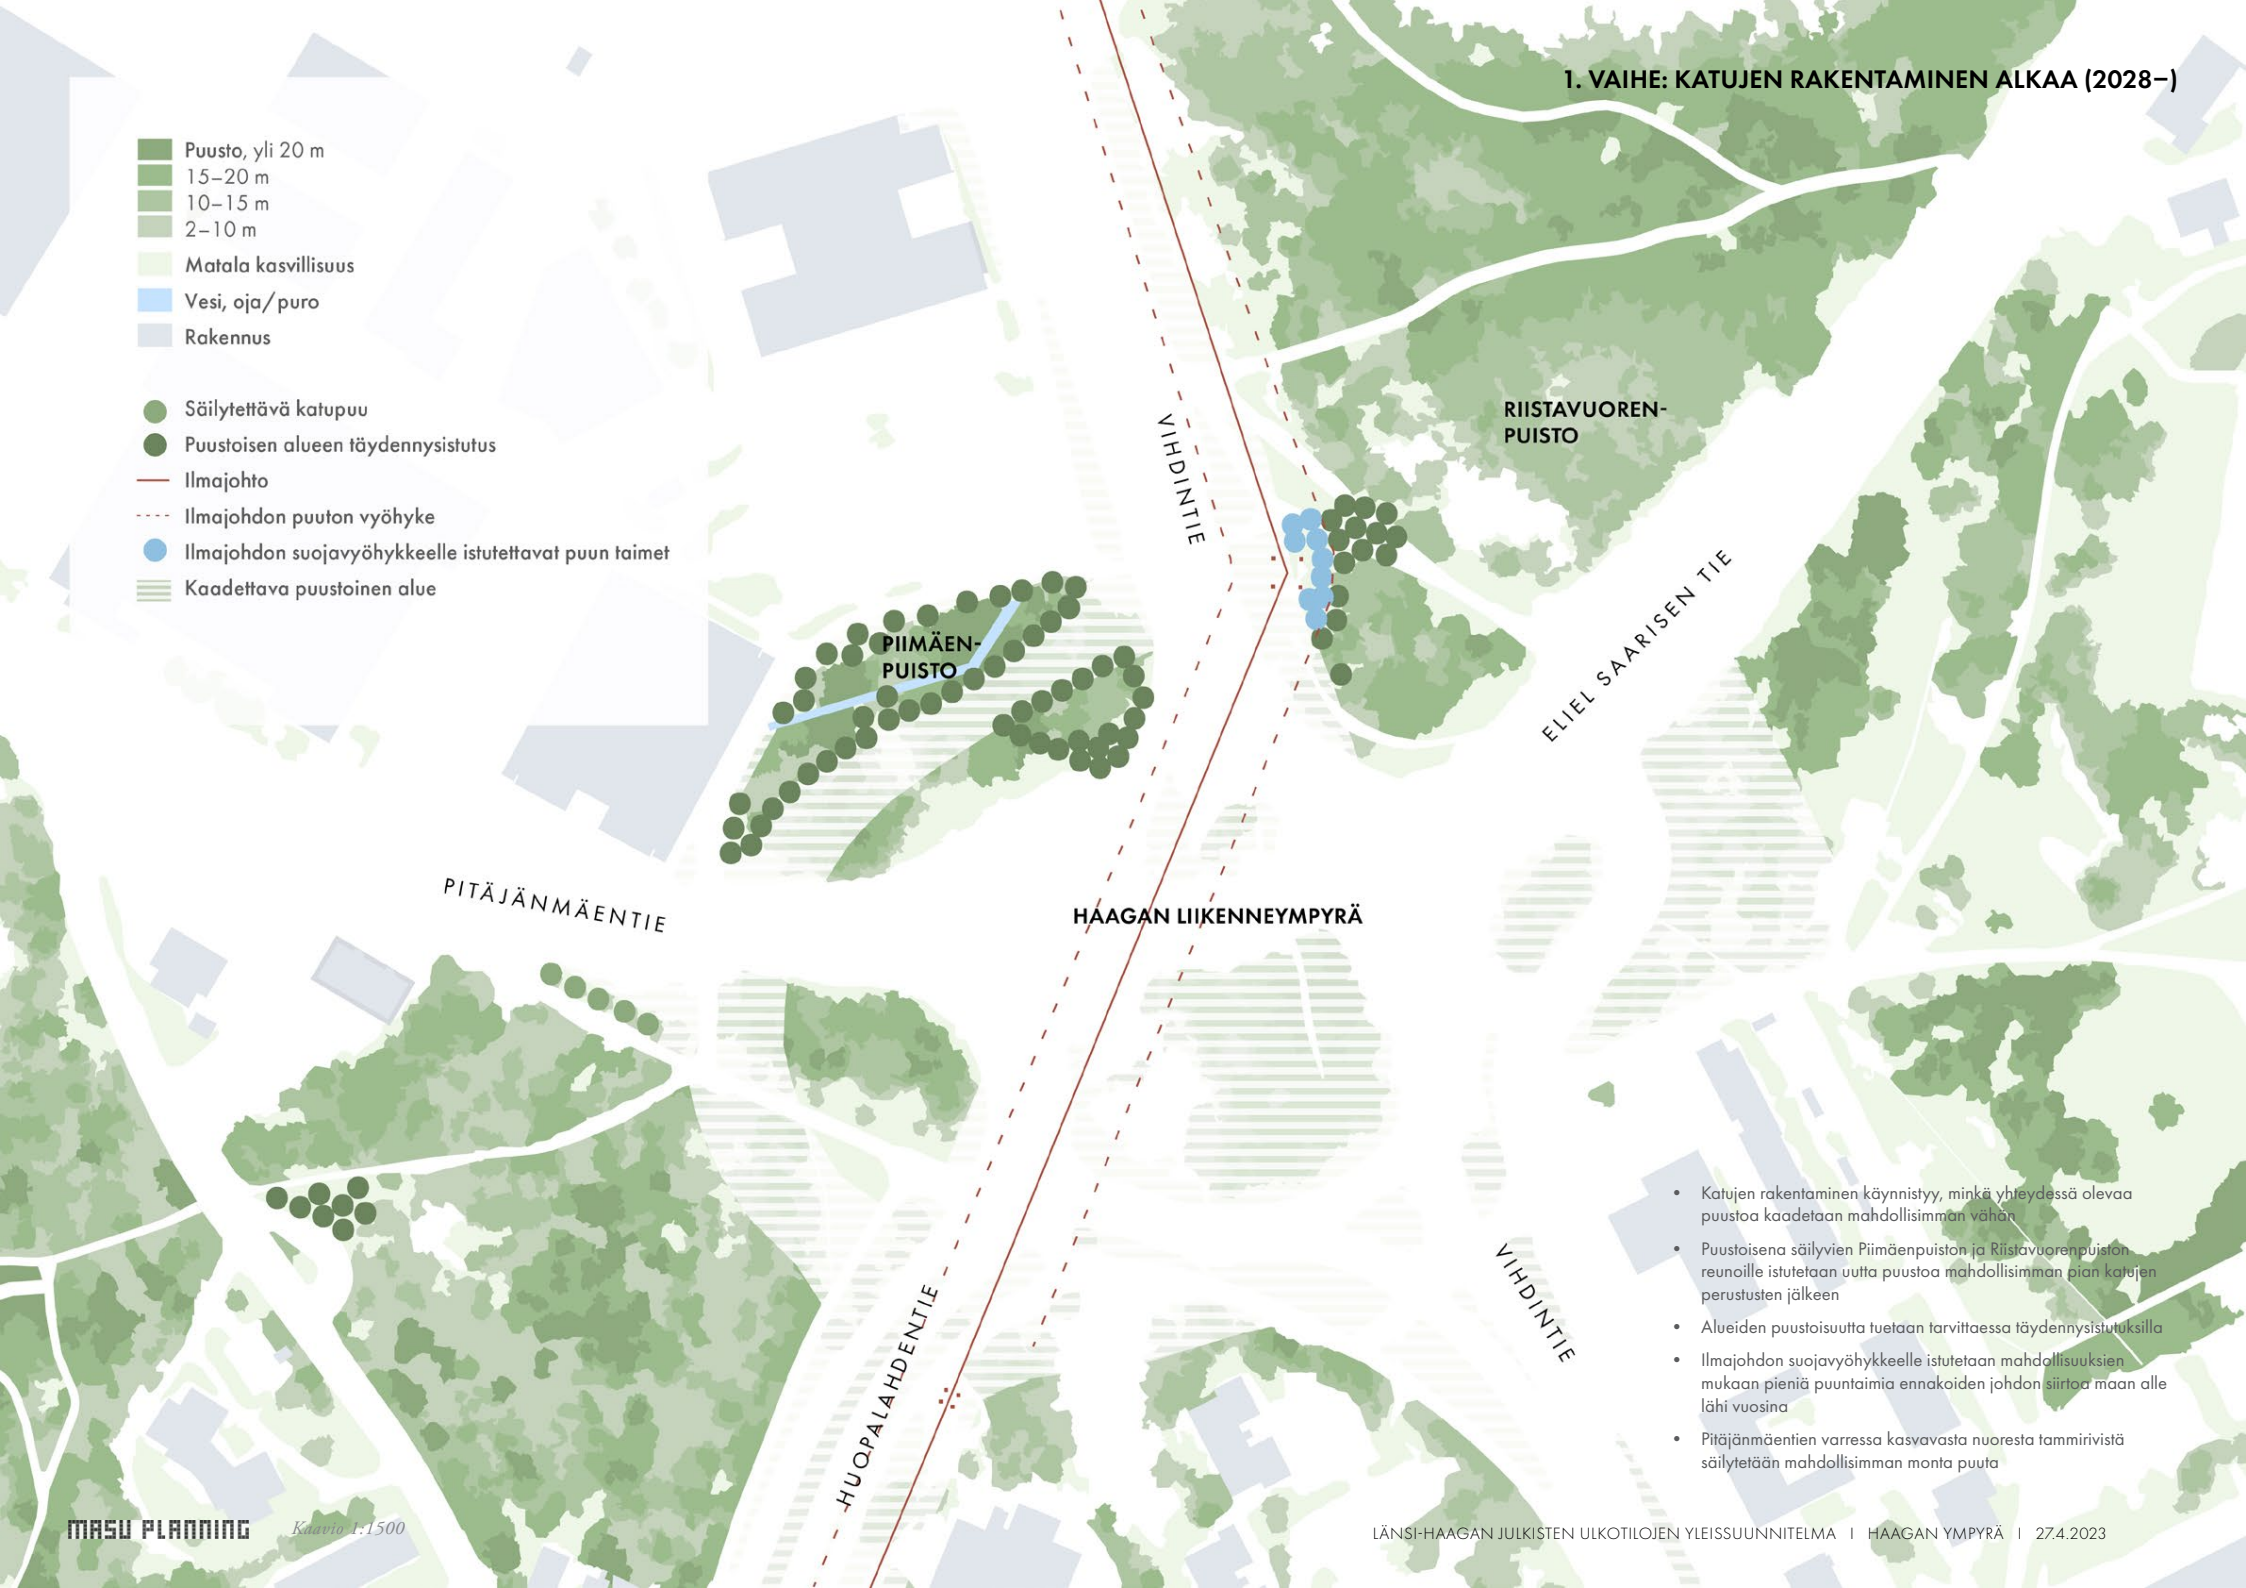 1. VAIHE: KATUJEN RAKENTAMINEN ALKAA (2028–)
Puusto, yli 20 m
15–20 m
10–15 m
2–10 m
Matala kasvillisuus
Vesi, oja/puro
Rakennus
Säilytettävä katupuu
Puustoisen alueen täydennysistutus
Ilmajohto
Ilmajohdon puuton vyöhyke
Ilmajohdon suojavyöhykkeelle istutettavat puun taimet
Kaadettava puustoinen alue
VIHDINTIE
RIISTAVUOREN-
PUISTO
PIIMÄEN-
PUISTO
ELIEL SAARISEN TIE
PITÄJÄNMÄENTIE
HAAGAN LIIKENNEYMPYRÄ
HUOPALAHDENTIE
VIHDINTIE
• Katujen rakentaminen käynnistyy, minkä yhteydessä olevaa
puustoa kaadetaan mahdollisimman vähän
• Puustoisena säilyvien Piimäenpuiston ja Riistavuorenpuiston
reunoille istutetaan uutta puustoa mahdollisimman pian katujen
perustusten jälkeen
• Alueiden puustoisuutta tuetaan tarvittaessa täydennysistutuksilla
• Ilmajohdon suojavyöhykkeelle istutetaan mahdollisuuksien
mukaan pieniä puuntaimia ennakoiden johdon siirtoa maan alle
lähi vuosina
• Pitäjänmäentien varressa kasvavasta nuoresta tammirivistä
säilytetään mahdollisimman monta puuta
MASU PLANNING
Kaavio 1:1500
LÄNSI-HAAGAN JULKISTEN ULKOTILOJEN YLEISSUUNNITELMA I HAAGAN YMPYRÄ I 27.4.2023